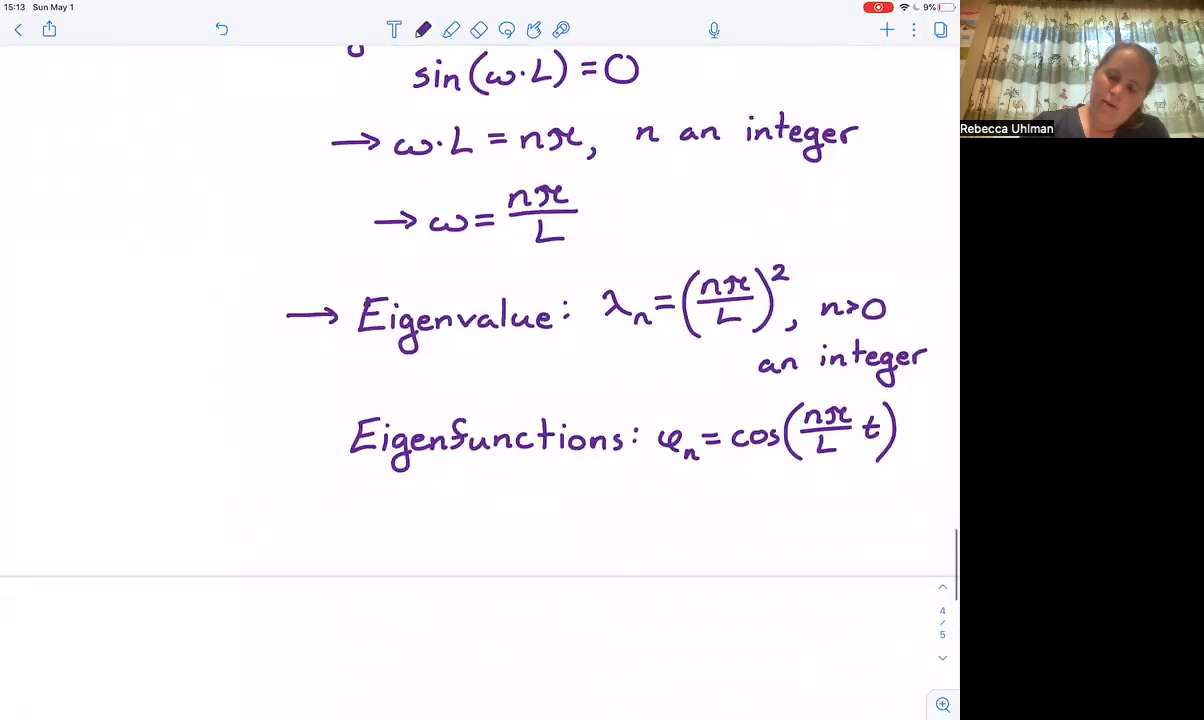 15:13 Sun May 1
9%
sin(ω·L) = 0
→ ω·L = nπ, n an integer
→ ω = nπ/L
→ Eigenvalue: λₙ = (nπ/L)², n>0
an integer
Eigenfunctions: φₙ = cos(nπ/L t)
4
/
5
Rebecca Uhlman